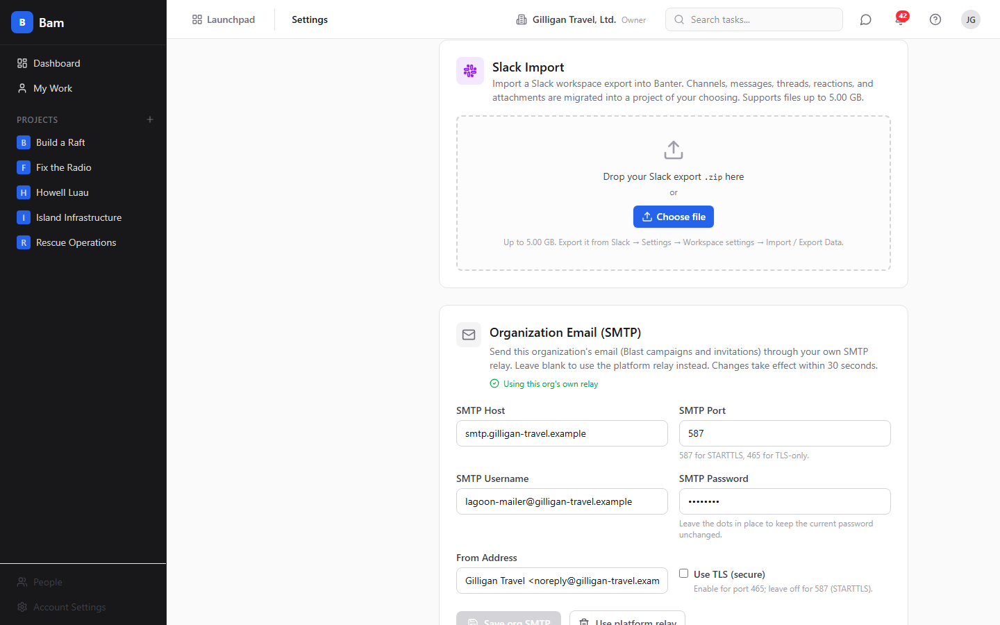 B Bam
Launchpad
Settings
Gilligan Travel, Ltd. Owner
Search tasks...
42
JG
Dashboard
My Work
PROJECTS
B Build a Raft
F Fix the Radio
H Howell Luau
I Island Infrastructure
R Rescue Operations
People
Account Settings
Slack Import
Import a Slack workspace export into Banter. Channels, messages, threads, reactions, and
attachments are migrated into a project of your choosing. Supports files up to 5.00 GB.
Drop your Slack export .zip here
or
Choose file
Up to 5.00 GB. Export it from Slack → Settings → Workspace settings → Import / Export Data.
Organization Email (SMTP)
Send this organization's email (Blast campaigns and invitations) through your own SMTP
relay. Leave blank to use the platform relay instead. Changes take effect within 30 seconds.
Using this org's own relay
SMTP Host
smtp.gilligan-travel.example
SMTP Port
587
587 for STARTTLS, 465 for TLS-only.
SMTP Username
lagoon-mailer@gilligan-travel.example
SMTP Password
••••••••
Leave the dots in place to keep the current password
unchanged.
From Address
Gilligan Travel <noreply@gilligan-travel.exam
Use TLS (secure)
Enable for port 465; leave off for 587 (STARTTLS).
Save org SMTP
Use platform relay